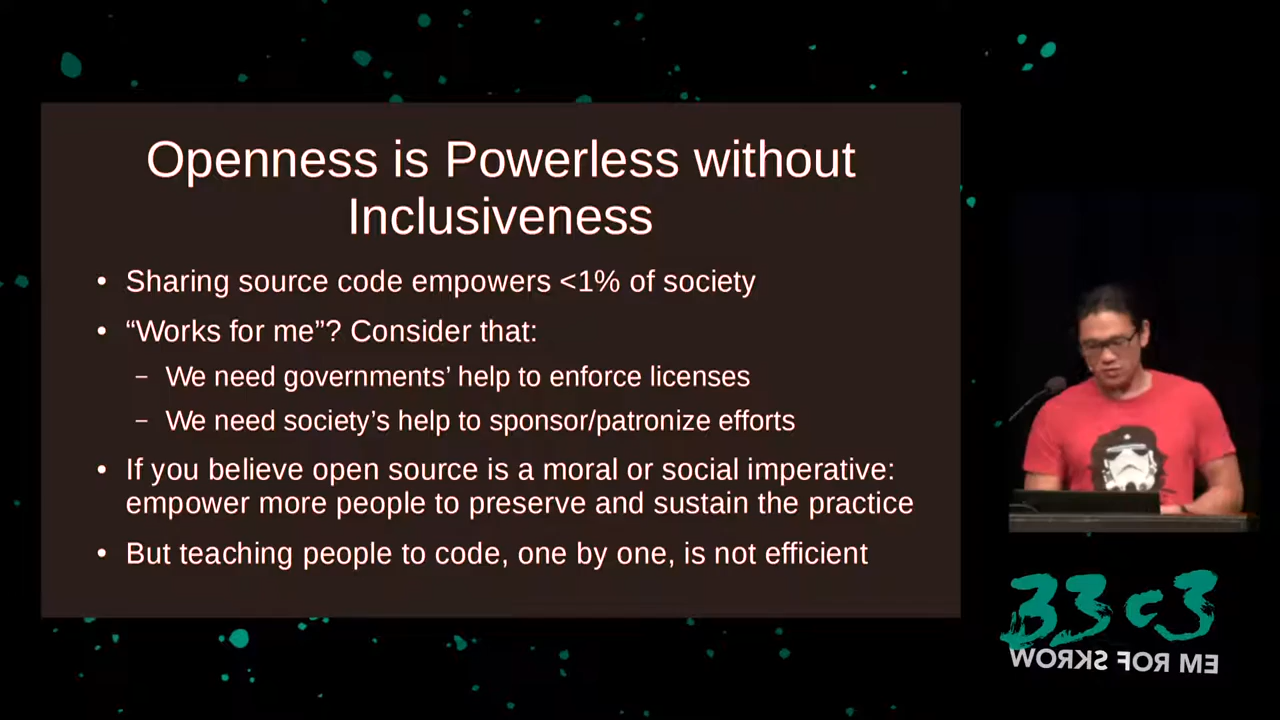 Openness is Powerless without
Inclusiveness
• Sharing source code empowers <1% of society
• “Works for me”? Consider that:
– We need governments’ help to enforce licenses
– We need society’s help to sponsor/patronize efforts
• If you believe open source is a moral or social imperative:
empower more people to preserve and sustain the practice
• But teaching people to code, one by one, is not efficient
33c3
WORKS FOR ME